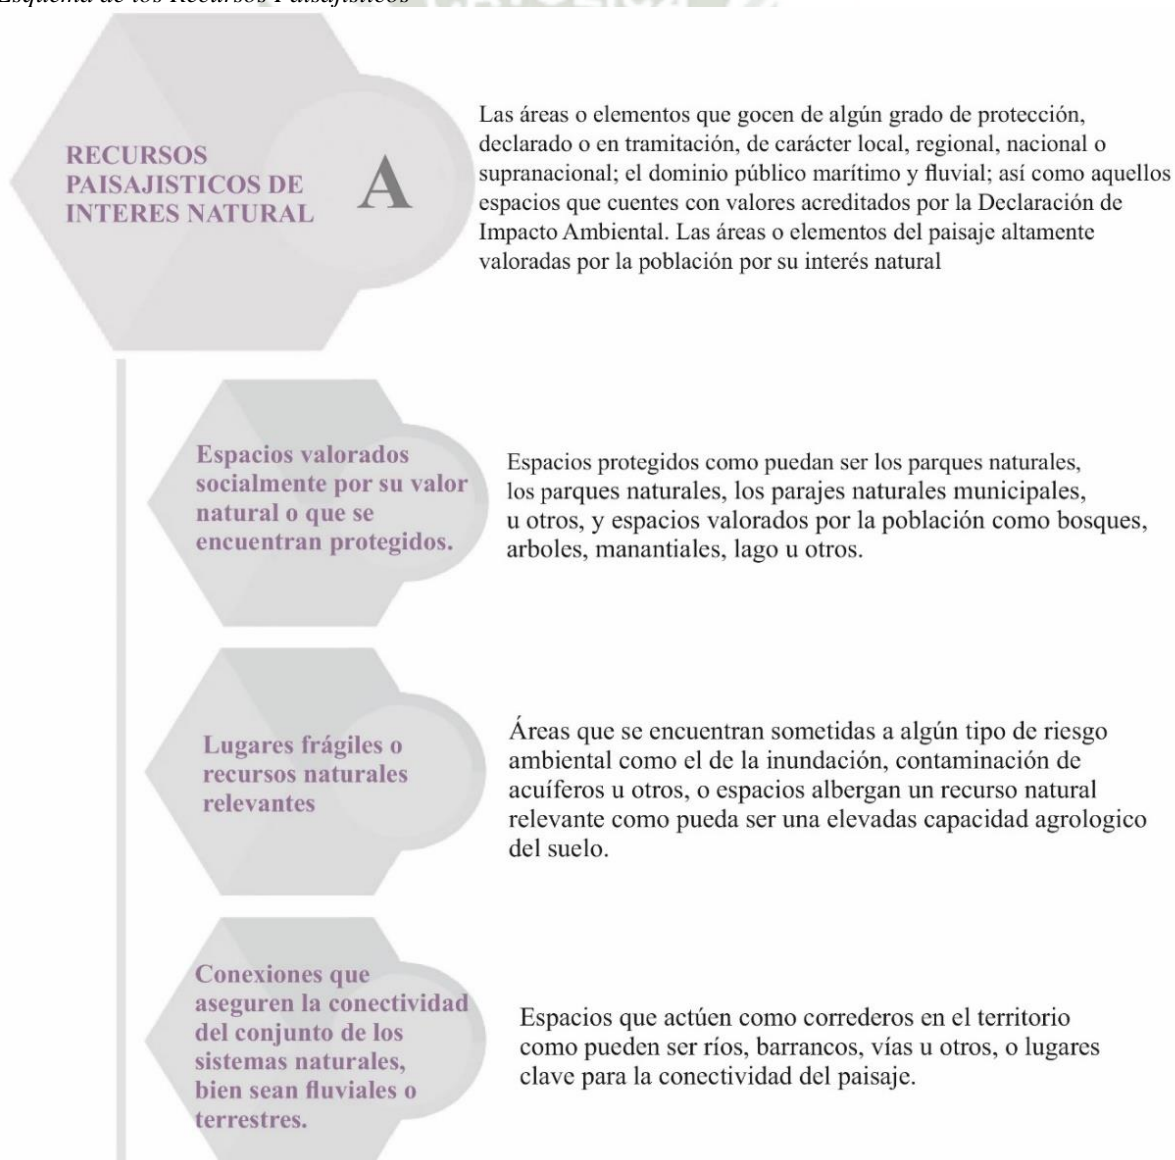 Esquema de los Recursos Paisajísticos
RECURSOS
PAISAJISTICOS DE
INTERES NATURAL
A
Las áreas o elementos que gocen de algún grado de protección,
declarado o en tramitación, de carácter local, regional, nacional o
supranacional; el dominio público marítimo y fluvial; así como aquellos
espacios que cuentes con valores acreditados por la Declaración de
Impacto Ambiental. Las áreas o elementos del paisaje altamente
valoradas por la población por su interés natural
Espacios valorados
socialmente por su valor
natural o que se
encuentran protegidos.
Espacios protegidos como puedan ser los parques naturales,
los parques naturales, los parajes naturales municipales,
u otros, y espacios valorados por la población como bosques,
arboles, manantiales, lago u otros.
Lugares frágiles o
recursos naturales
relevantes
Áreas que se encuentran sometidas a algún tipo de riesgo
ambiental como el de la inundación, contaminación de
acuíferos u otros, o espacios albergan un recurso natural
relevante como pueda ser una elevadas capacidad agrologico
del suelo.
Conexiones que
aseguren la conectividad
del conjunto de los
sistemas naturales,
bien sean fluviales o
terrestres.
Espacios que actúen como correderos en el territorio
como pueden ser ríos, barrancos, vías u otros, o lugares
clave para la conectividad del paisaje.